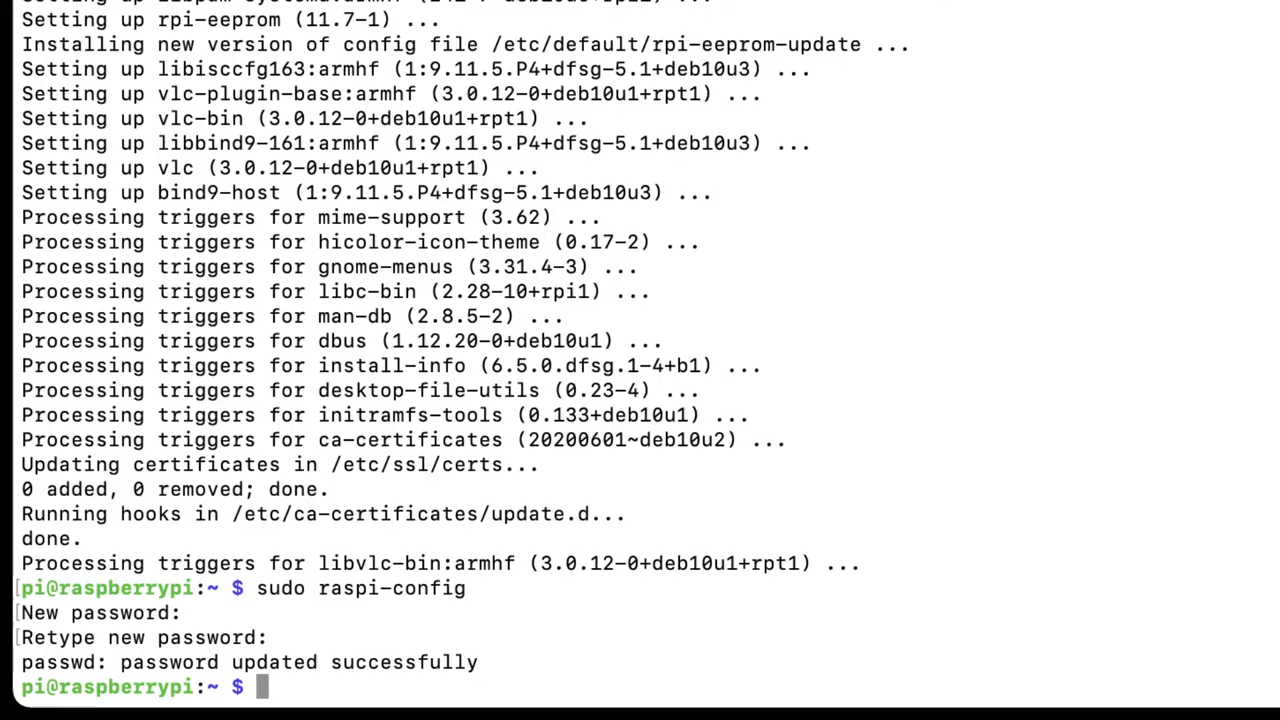 Setting up rpi-eeprom (11.7-1) ...
Installing new version of config file /etc/default/rpi-eeprom-update ...
Setting up libisccfg163:armhf (1:9.11.5.P4+dfsg-5.1+deb10u3) ...
Setting up vlc-plugin-base:armhf (3.0.12-0+deb10u1+rpt1) ...
Setting up vlc-bin (3.0.12-0+deb10u1+rpt1) ...
Setting up libbind9-161:armhf (1:9.11.5.P4+dfsg-5.1+deb10u3) ...
Setting up vlc (3.0.12-0+deb10u1+rpt1) ...
Setting up bind9-host (1:9.11.5.P4+dfsg-5.1+deb10u3) ...
Processing triggers for mime-support (3.62) ...
Processing triggers for hicolor-icon-theme (0.17-2) ...
Processing triggers for gnome-menus (3.31.4-3) ...
Processing triggers for libc-bin (2.28-10+rpi1) ...
Processing triggers for man-db (2.8.5-2) ...
Processing triggers for dbus (1.12.20-0+deb10u1) ...
Processing triggers for install-info (6.5.0.dfsg.1-4+b1) ...
Processing triggers for desktop-file-utils (0.23-4) ...
Processing triggers for initramfs-tools (0.133+deb10u1) ...
Processing triggers for ca-certificates (20200601~deb10u2) ...
Updating certificates in /etc/ssl/certs...
0 added, 0 removed; done.
Running hooks in /etc/ca-certificates/update.d...
done.
Processing triggers for libvlc-bin:armhf (3.0.12-0+deb10u1+rpt1) ...
[pi@raspberrypi:~ $ sudo raspi-config
[New password:
[Retype new password:
passwd: password updated successfully
pi@raspberrypi:~ $